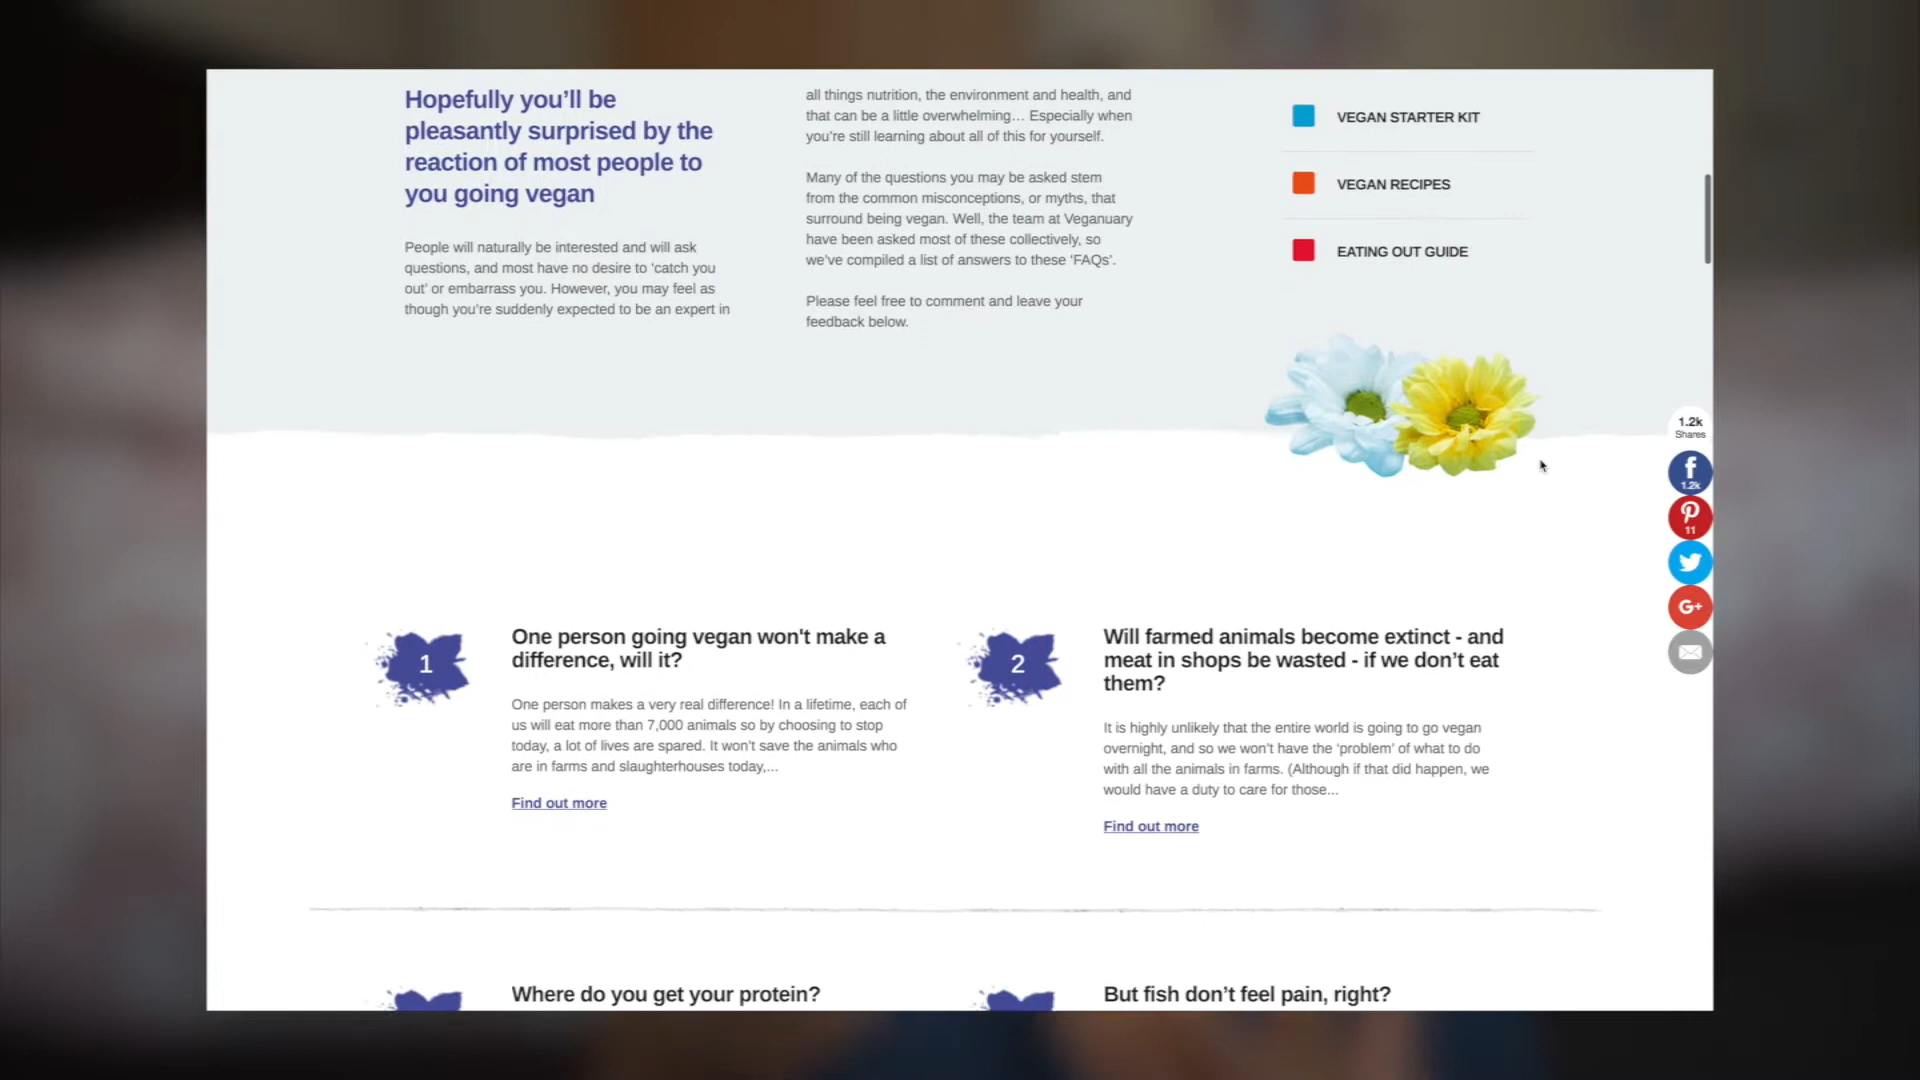 Hopefully you’ll be
pleasantly surprised by the
reaction of most people to
you going vegan
People will naturally be interested and will ask
questions, and most have no desire to ‘catch you
out’ or embarrass you. However, you may feel as
though you’re suddenly expected to be an expert in
all things nutrition, the environment and health, and
that can be a little overwhelming… Especially when
you’re still learning about all of this for yourself.
Many of the questions you may be asked stem
from the common misconceptions, or myths, that
surround being vegan. Well, the team at Veganuary
have been asked most of these collectively, so
we’ve compiled a list of answers to these ‘FAQs’.
Please feel free to comment and leave your
feedback below.
VEGAN STARTER KIT
VEGAN RECIPES
EATING OUT GUIDE
1.2k
Shares
1.2k
11
G+
1
One person going vegan won't make a
difference, will it?
One person makes a very real difference! In a lifetime, each of
us will eat more than 7,000 animals so by choosing to stop
today, a lot of lives are spared. It won’t save the animals who
are in farms and slaughterhouses today,...
Find out more
2
Will farmed animals become extinct - and
meat in shops be wasted - if we don’t eat
them?
It is highly unlikely that the entire world is going to go vegan
overnight, and so we won’t have the ‘problem’ of what to do
with all the animals in farms. (Although if that did happen, we
would have a duty to care for those...
Find out more
Where do you get your protein?
But fish don’t feel pain, right?